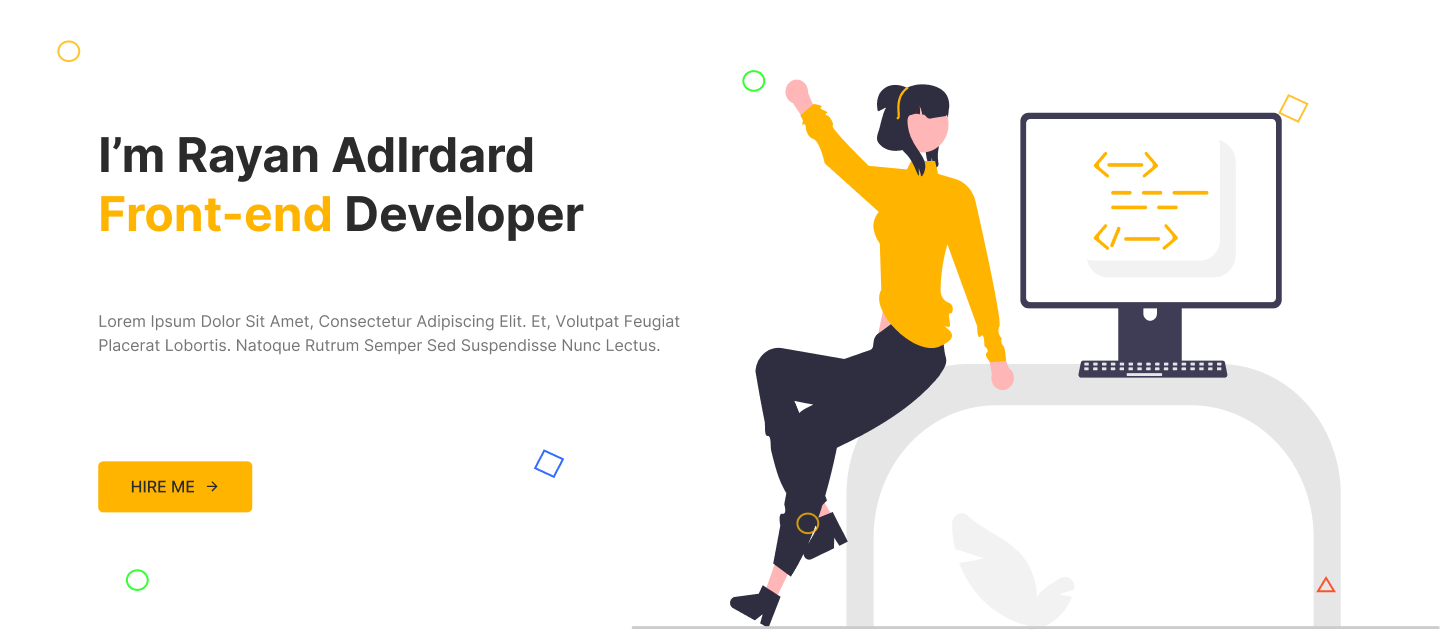 I’m Rayan Adlrdard
Front-end Developer
Lorem Ipsum Dolor Sit Amet, Consectetur Adipiscing Elit. Et, Volutpat Feugiat
Placerat Lobortis. Natoque Rutrum Semper Sed Suspendisse Nunc Lectus.
HIRE ME →